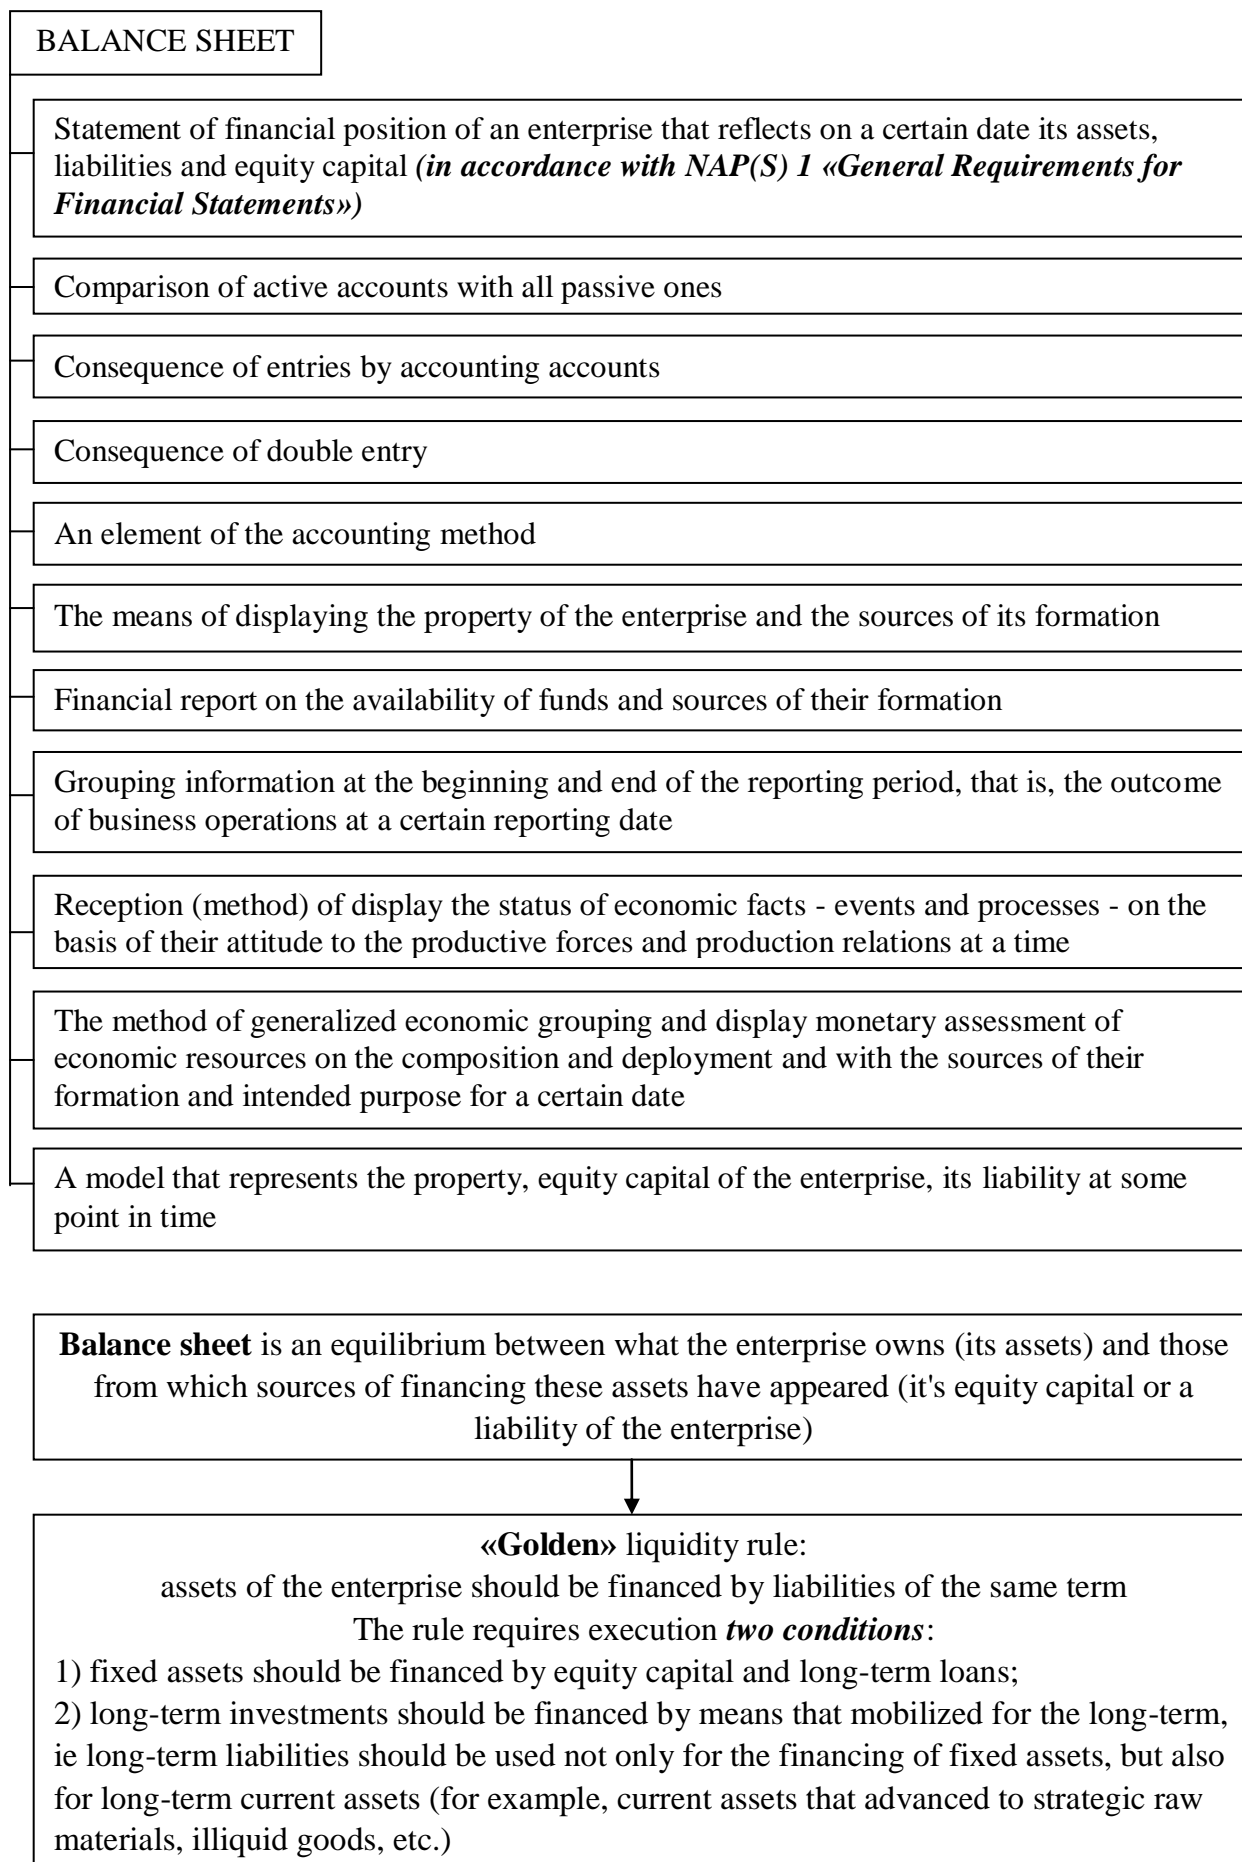 BALANCE SHEET
Statement of financial position of an enterprise that reflects on a certain date its assets,
liabilities and equity capital (in accordance with NAP(S) 1 «General Requirements for
Financial Statements»)
Comparison of active accounts with all passive ones
Consequence of entries by accounting accounts
Consequence of double entry
An element of the accounting method
The means of displaying the property of the enterprise and the sources of its formation
Financial report on the availability of funds and sources of their formation
Grouping information at the beginning and end of the reporting period, that is, the outcome
of business operations at a certain reporting date
Reception (method) of display the status of economic facts - events and processes - on the
basis of their attitude to the productive forces and production relations at a time
The method of generalized economic grouping and display monetary assessment of
economic resources on the composition and deployment and with the sources of their
formation and intended purpose for a certain date
A model that represents the property, equity capital of the enterprise, its liability at some
point in time
Balance sheet is an equilibrium between what the enterprise owns (its assets) and those
from which sources of financing these assets have appeared (it's equity capital or a
liability of the enterprise)
«Golden» liquidity rule:
assets of the enterprise should be financed by liabilities of the same term
The rule requires execution two conditions:
1) fixed assets should be financed by equity capital and long-term loans;
2) long-term investments should be financed by means that mobilized for the long-term,
ie long-term liabilities should be used not only for the financing of fixed assets, but also
for long-term current assets (for example, current assets that advanced to strategic raw
materials, illiquid goods, etc.)